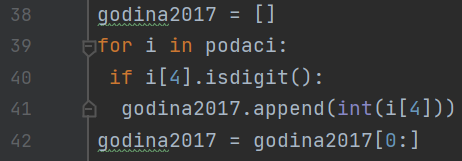 38 godina2017 = []
39 for i in podaci:
40  if i[4].isdigit():
41   godina2017.append(int(i[4]))
42 godina2017 = godina2017[0:]